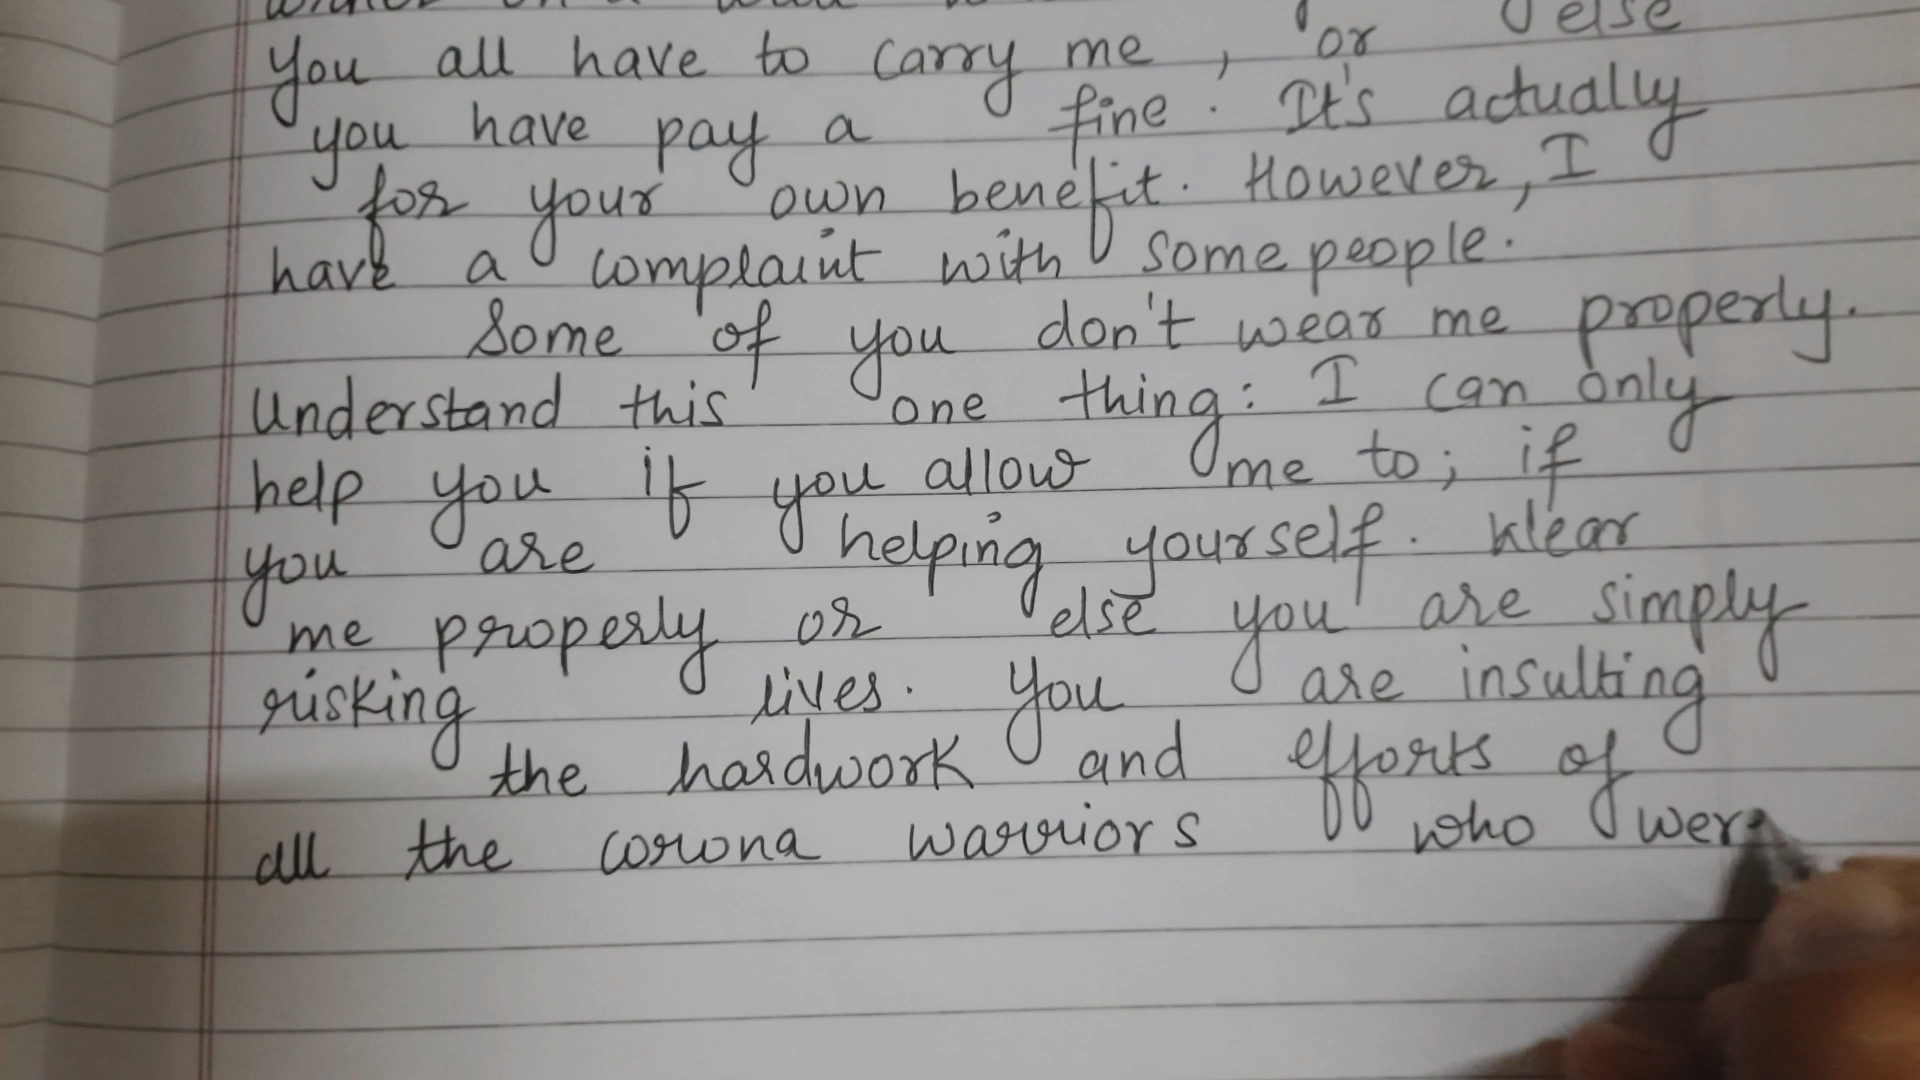 You all have to carry me, or else
you have pay a fine. It's actually
for your own benefit. However, I
have a complaint with some people.
Some of you don't wear me properly.
Understand this one thing: I can only
help you if you allow me to; if
you are helping yourself. Wear
me properly or else you are simply
risking lives. You are insulting
the hardwork and efforts of
all the corona warriors who were